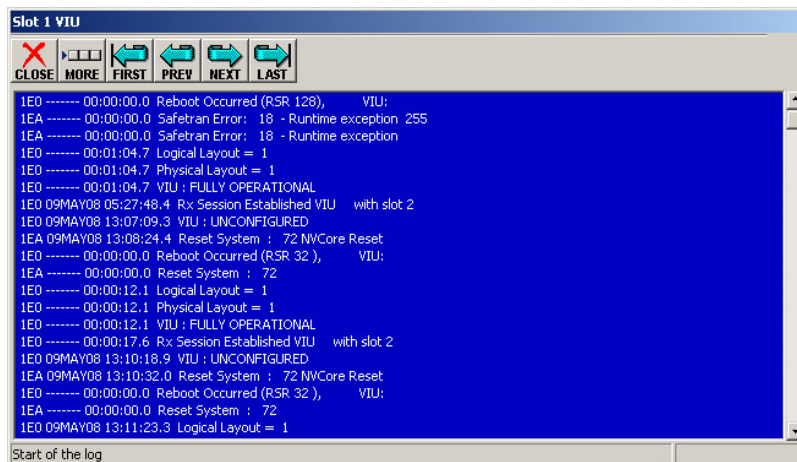 Slot 1 VIU
CLOSE MORE FIRST PREV NEXT LAST
1E0 ------- 00:00:00.0 Reboot Occurred (RSR 128), VIU:
1EA ------- 00:00:00.0 Safetran Error: 18 - Runtime exception 255
1EA ------- 00:00:00.0 Safetran Error: 18 - Runtime exception
1E0 ------- 00:01:04.7 Logical Layout = 1
1E0 ------- 00:01:04.7 Physical Layout = 1
1E0 ------- 00:01:04.7 VIU : FULLY OPERATIONAL
1E0 09MAY08 05:27:48.4 Rx Session Established VIU with slot 2
1E0 09MAY08 13:07:09.3 VIU : UNCONFIGURED
1EA 09MAY08 13:08:24.4 Reset System : 72 NVCore Reset
1E0 ------- 00:00:00.0 Reboot Occurred (RSR 32 ), VIU:
1EA ------- 00:00:00.0 Reset System : 72
1E0 ------- 00:00:12.1 Logical Layout = 1
1E0 ------- 00:00:12.1 Physical Layout = 1
1E0 ------- 00:00:12.1 VIU : FULLY OPERATIONAL
1E0 ------- 00:00:17.6 Rx Session Established VIU with slot 2
1E0 09MAY08 13:10:18.9 VIU : UNCONFIGURED
1EA 09MAY08 13:10:32.0 Reset System : 72 NVCore Reset
1E0 ------- 00:00:00.0 Reboot Occurred (RSR 32 ), VIU:
1EA ------- 00:00:00.0 Reset System : 72
1E0 09MAY08 13:11:23.3 Logical Layout = 1
Start of the log